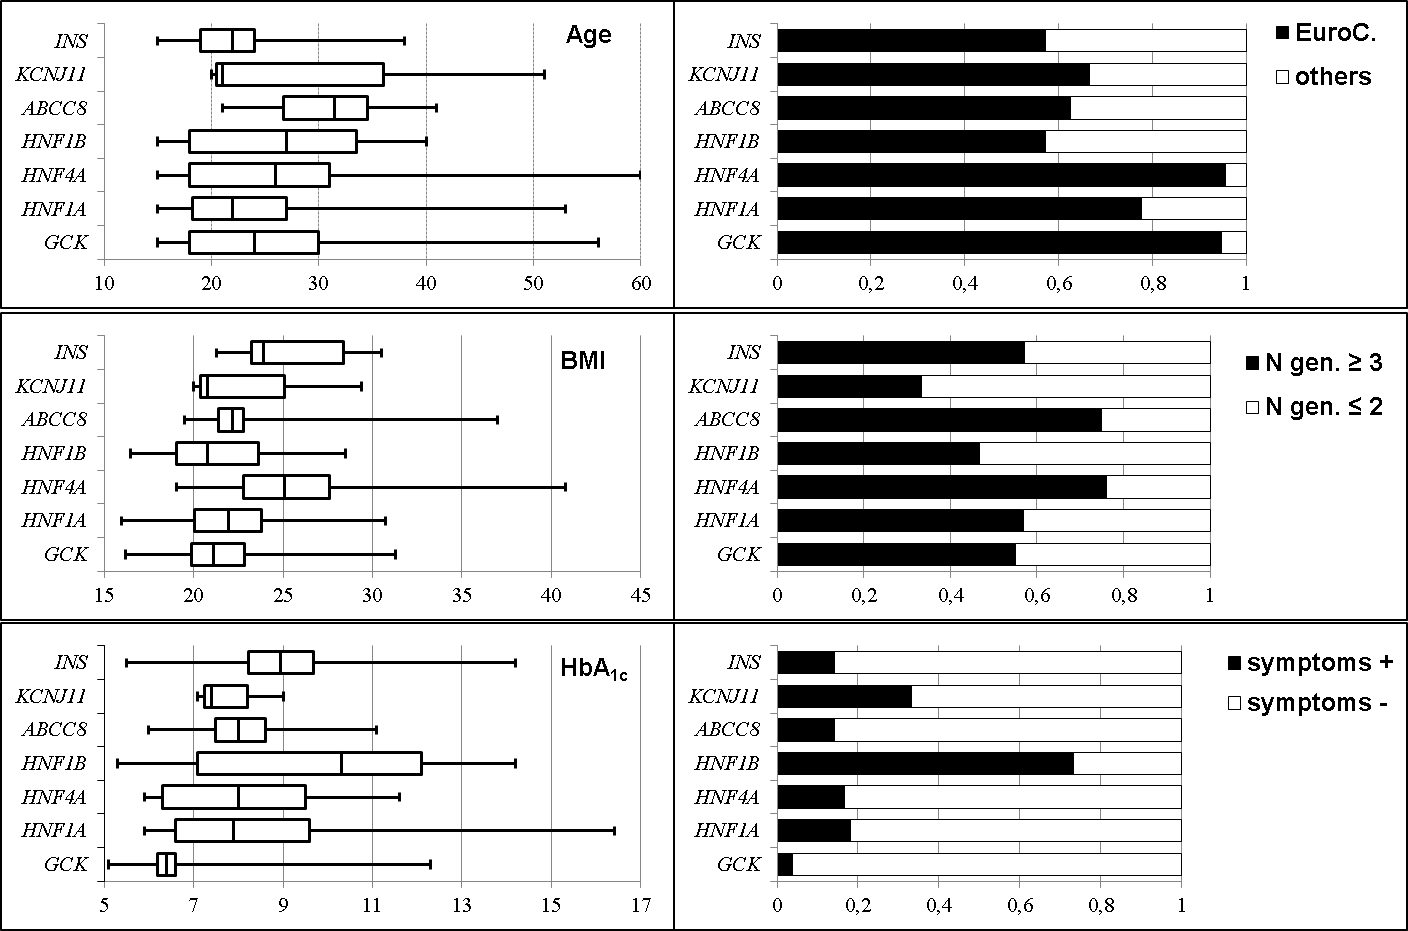 Age
INS
KCNJ11
ABCC8
HNF1B
HNF4A
HNF1A
GCK
10 20 30 40 50 60
EuroC.
others
INS
KCNJ11
ABCC8
HNF1B
HNF4A
HNF1A
GCK
0 0,2 0,4 0,6 0,8 1
BMI
INS
KCNJ11
ABCC8
HNF1B
HNF4A
HNF1A
GCK
15 20 25 30 35 40 45
N gen. ≥ 3
N gen. ≤ 2
INS
KCNJ11
ABCC8
HNF1B
HNF4A
HNF1A
GCK
0 0,2 0,4 0,6 0,8 1
HbA1c
INS
KCNJ11
ABCC8
HNF1B
HNF4A
HNF1A
GCK
5 7 9 11 13 15 17
symptoms +
symptoms -
INS
KCNJ11
ABCC8
HNF1B
HNF4A
HNF1A
GCK
0 0,2 0,4 0,6 0,8 1